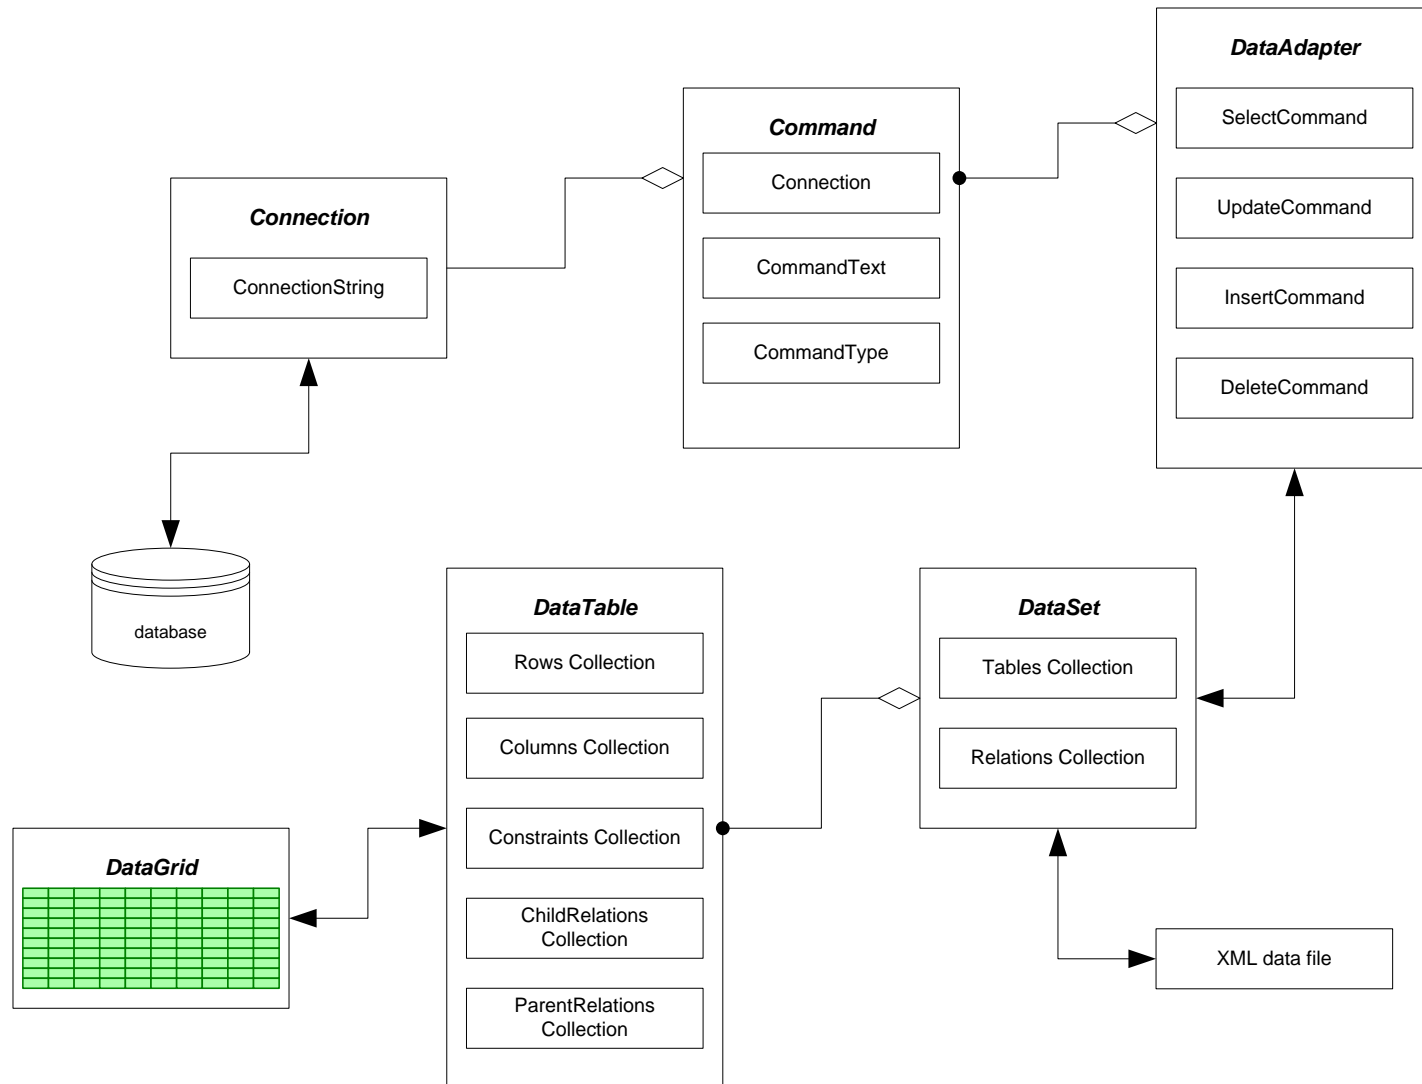 DataAdapter
SelectCommand
UpdateCommand
InsertCommand
DeleteCommand
Command
Connection
CommandText
CommandType
Connection
ConnectionString
database
DataTable
Rows Collection
Columns Collection
Constraints Collection
ChildRelations
Collection
ParentRelations
Collection
DataSet
Tables Collection
Relations Collection
DataGrid
XML data file